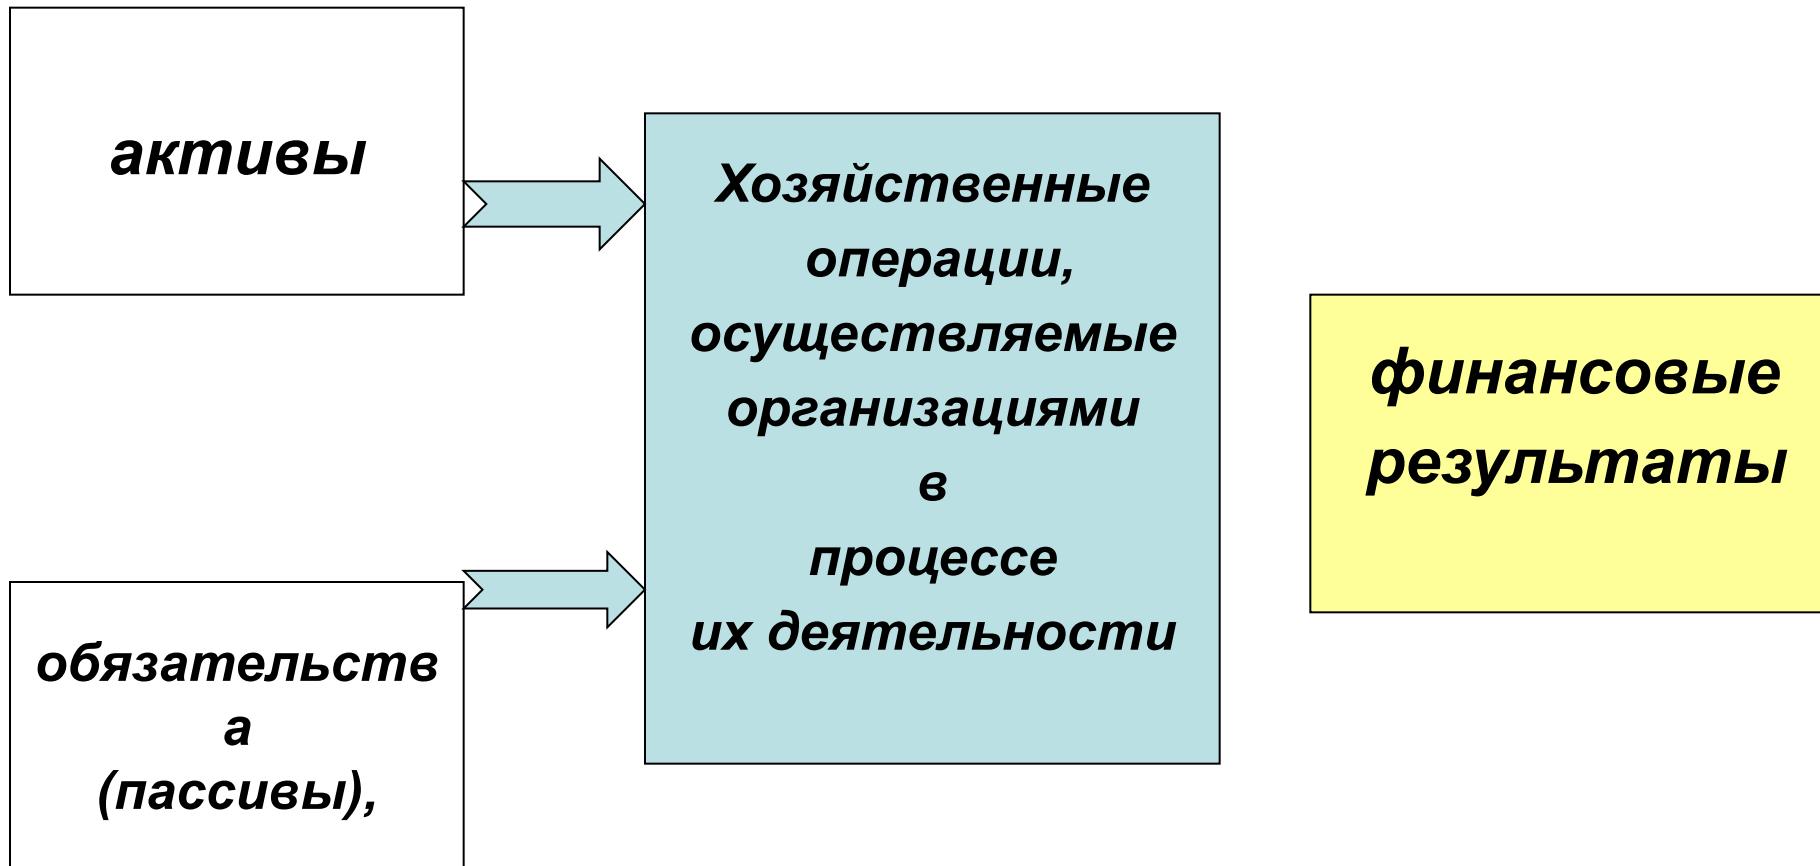 активы
Хозяйственные
операции,
осуществляемые
организациями
в
процессе
их деятельности
финансовые
результаты
обязательств
а
(пассивы),